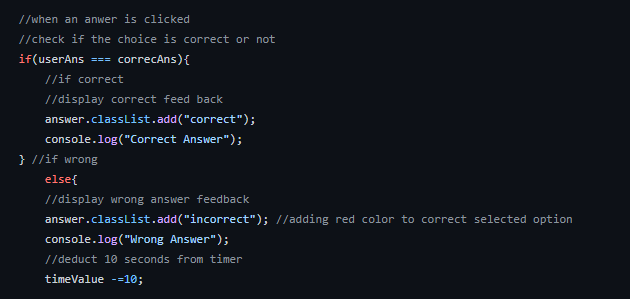 //when an anwer is clicked
//check if the choice is correct or not
if(userAns === correcAns){
//if correct
//display correct feed back
answer.classList.add("correct");
console.log("Correct Answer");
} //if wrong
else{
//display wrong answer feedback
answer.classList.add("incorrect"); //adding red color to correct selected option
console.log("Wrong Answer");
//deduct 10 seconds from timer
timeValue -=10;